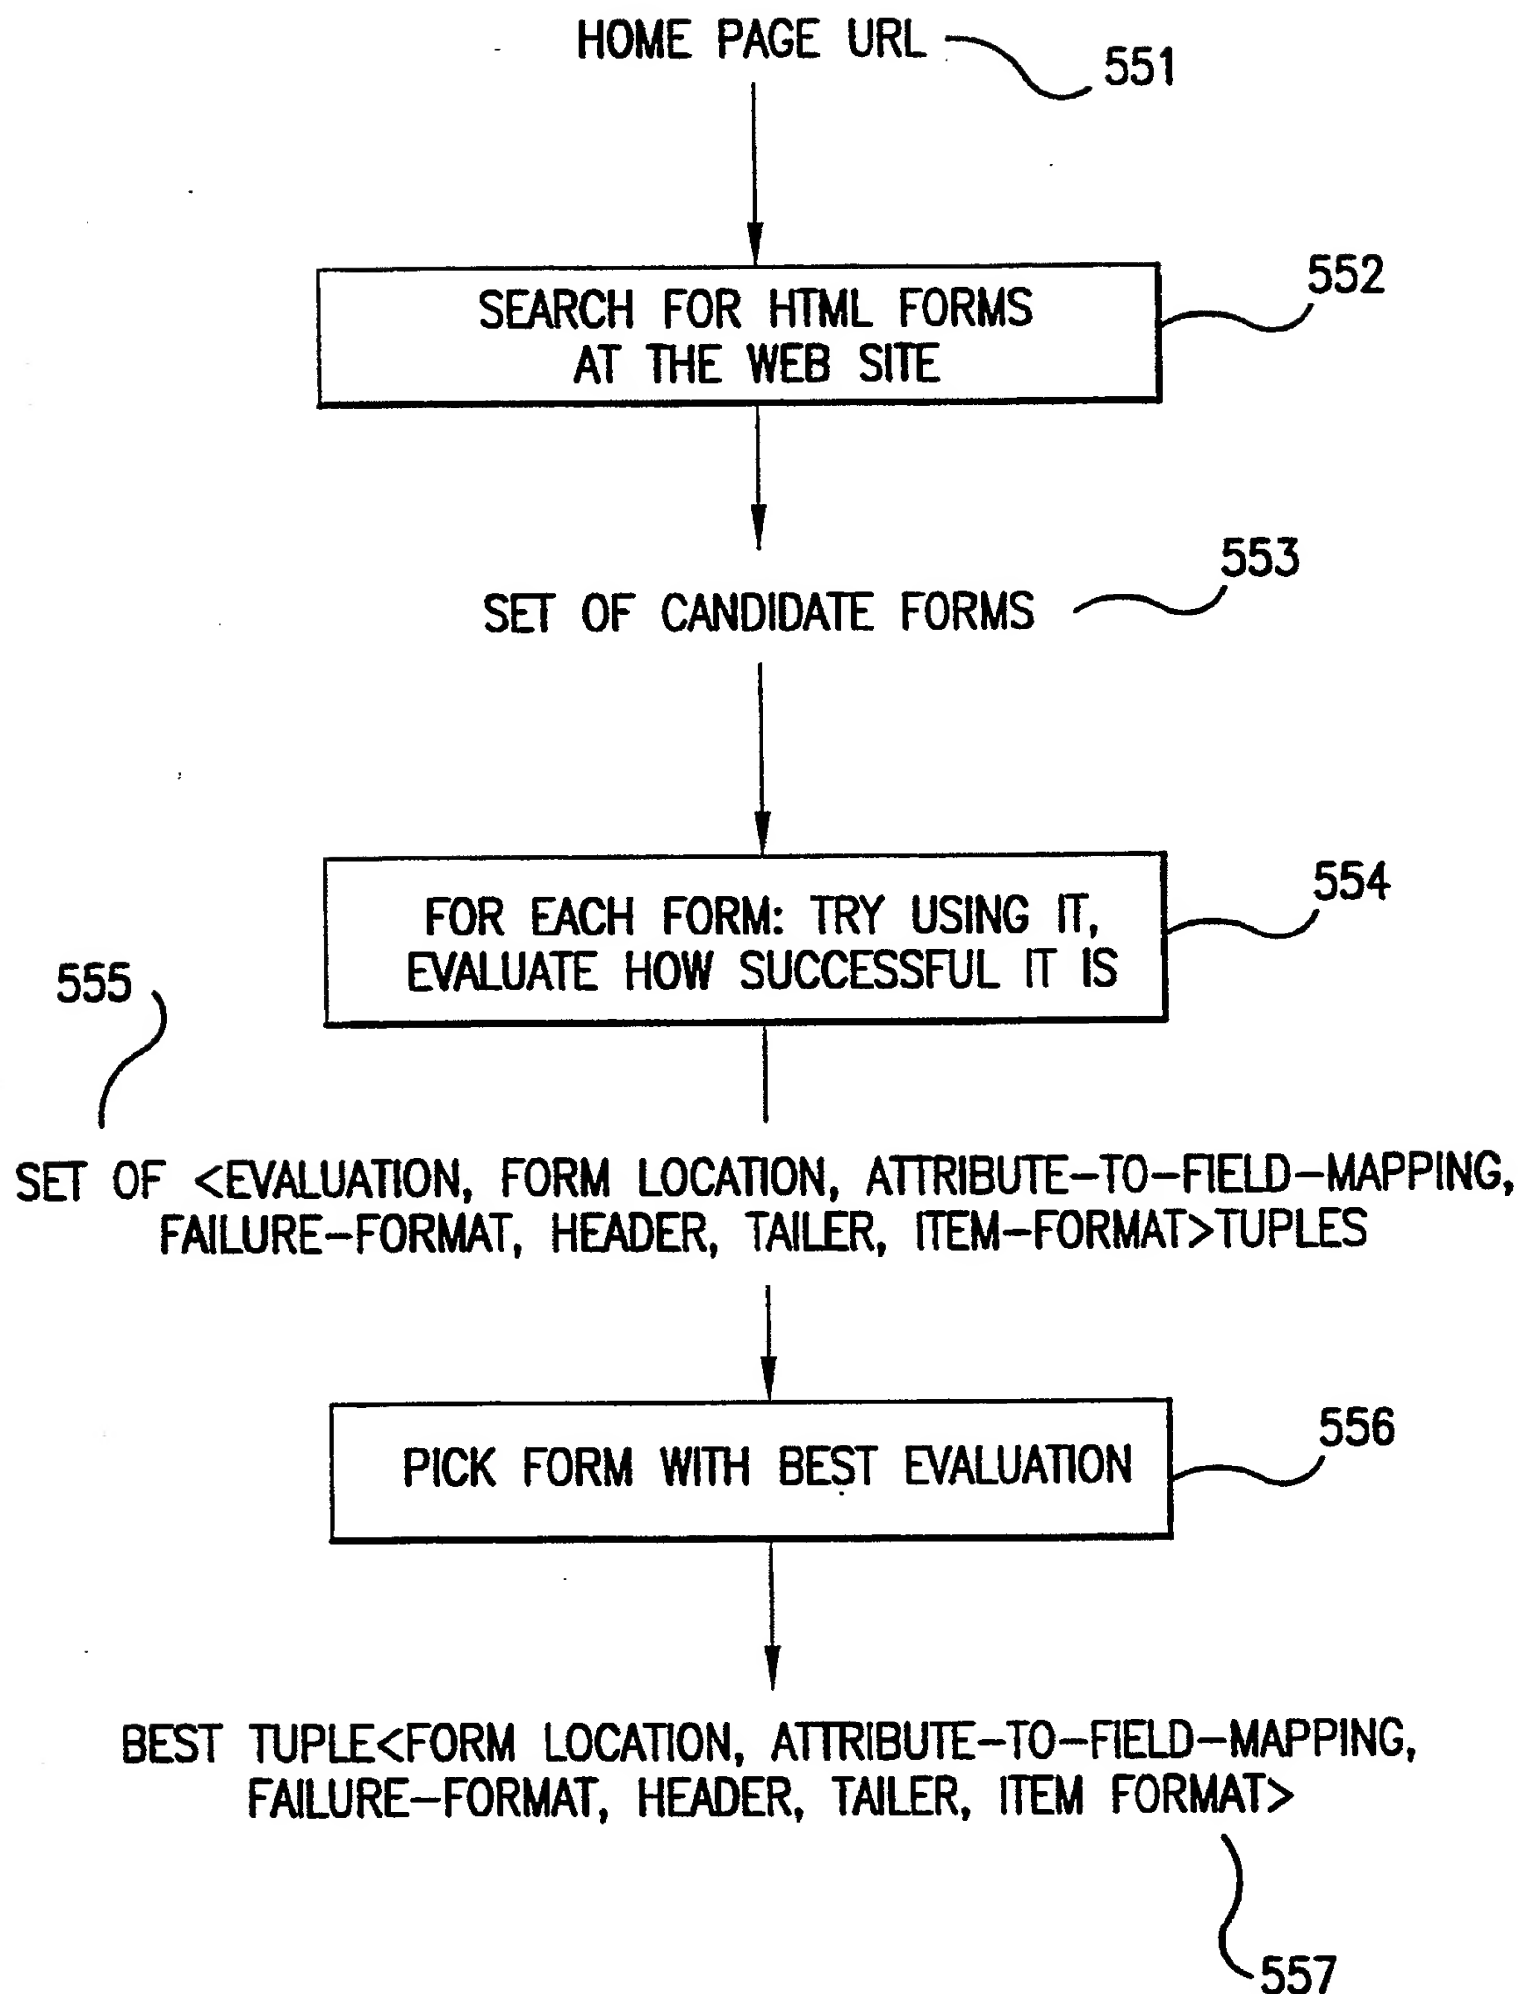 HOME PAGE URL
551
552
SEARCH FOR HTML FORMS
AT THE WEB SITE
553
SET OF CANDIDATE FORMS
554
FOR EACH FORM: TRY USING IT,
EVALUATE HOW SUCCESSFUL IT IS
555
SET OF <EVALUATION, FORM LOCATION, ATTRIBUTE-TO-FIELD-MAPPING,
FAILURE-FORMAT, HEADER, TAILER, ITEM-FORMAT>TUPLES
556
PICK FORM WITH BEST EVALUATION
BEST TUPLE<FORM LOCATION, ATTRIBUTE-TO-FIELD-MAPPING,
FAILURE-FORMAT, HEADER, TAILER, ITEM FORMAT>
557